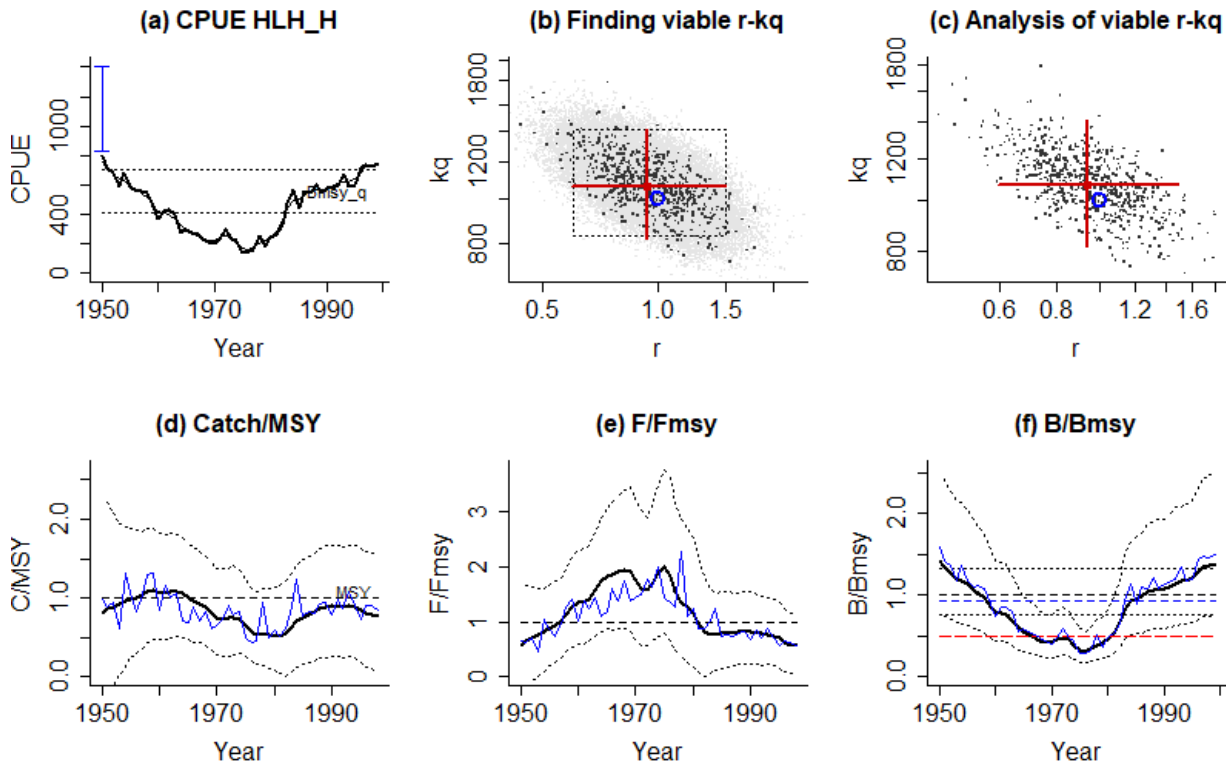 (a) CPUE HLH_H
(b) Finding viable r-kq
(c) Analysis of viable r-kq
CPUE
0
400
1000
Bmsy_q
1950
1970
1990
Year
kq
800
1200
1800
0.5
1.0
1.5
r
kq
800
1200
1800
0.6
0.8
1.2
1.6
r
(d) Catch/MSY
(e) F/Fmsy
(f) B/Bmsy
C/MSY
0.0
1.0
2.0
MSY
1950
1970
1990
Year
F/Fmsy
0
1
2
3
1950
1970
1990
Year
B/Bmsy
0.0
1.0
2.0
1950
1970
1990
Year